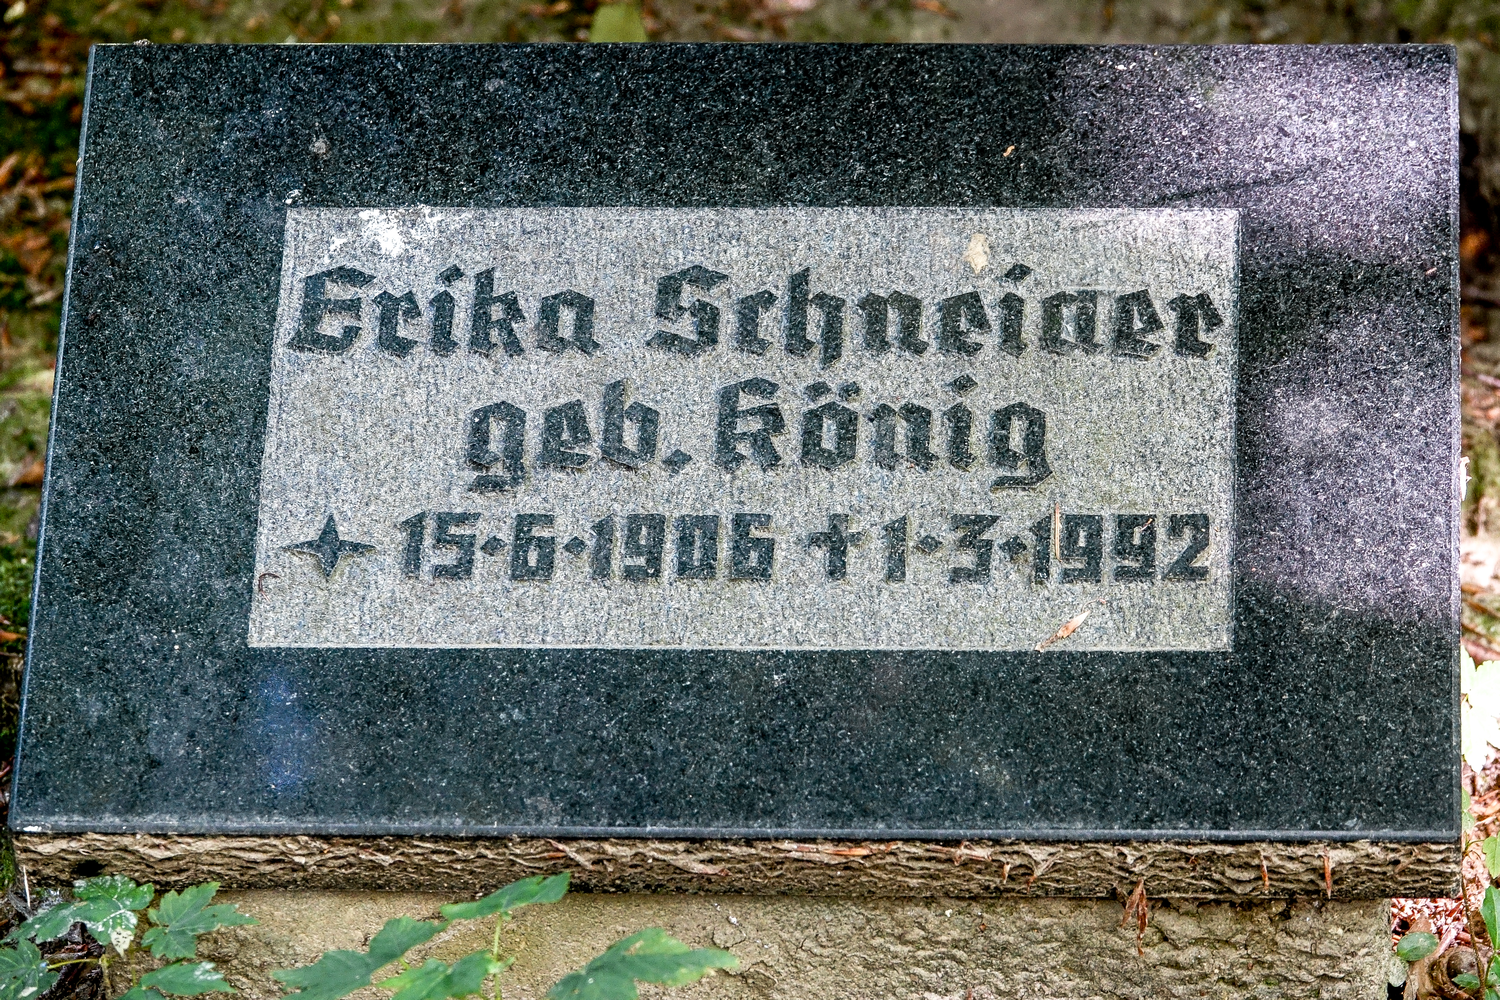 Erika Schneider
geb. König
✦ 15·6·1906 ✝ 1·3·1992